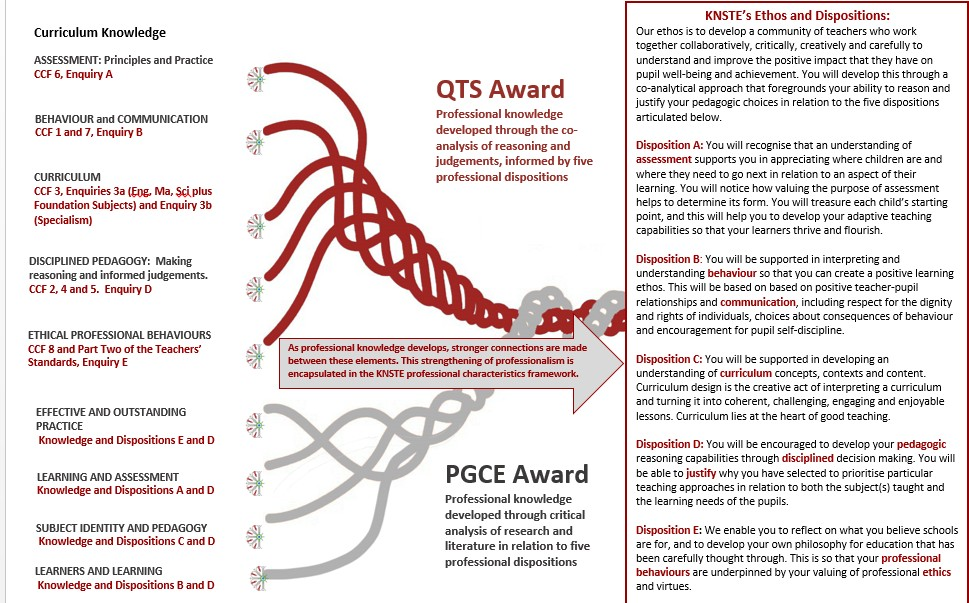 Curriculum Knowledge
ASSESSMENT: Principles and Practice
CCF 6, Enquiry A
BEHAVIOUR and COMMUNICATION
CCF 1 and 7, Enquiry B
CURRICULUM
CCF 3, Enquiries 3a (Eng, Ma, Sci plus
Foundation Subjects) and Enquiry 3b
(Specialism)
DISCIPLINED PEDAGOGY: Making
reasoning and informed judgements.
CCF 2, 4 and 5. Enquiry D
ETHICAL PROFESSIONAL BEHAVIOURS
CCF 8 and Part Two of the Teachers’
Standards, Enquiry E
EFFECTIVE AND OUTSTANDING
PRACTICE
Knowledge and Dispositions E and D
LEARNING AND ASSESSMENT
Knowledge and Dispositions A and D
SUBJECT IDENTITY AND PEDAGOGY
Knowledge and Dispositions C and D
LEARNERS AND LEARNING
Knowledge and Dispositions B and D
QTS Award
Professional knowledge
developed through the co-
analysis of reasoning and
judgements, informed by five
professional dispositions
As professional knowledge develops, stronger connections are made
between these elements. This strengthening of professionalism is
encapsulated in the KNSTE professional characteristics framework.
PGCE Award
Professional knowledge
developed through critical
analysis of research and
literature in relation to five
professional dispositions
KNSTE’s Ethos and Dispositions:
Our ethos is to develop a community of teachers who work
together collaboratively, critically, creatively and carefully to
understand and improve the positive impact that they have on
pupil well-being and achievement. You will develop this through a
co-analytical approach that foregrounds your ability to reason and
justify your pedagogic choices in relation to the five dispositions
articulated below.
Disposition A: You will recognise that an understanding of
assessment supports you in appreciating where children are and
where they need to go next in relation to an aspect of their
learning. You will notice how valuing the purpose of assessment
helps to determine its form. You will treasure each child’s starting
point, and this will help you to develop your adaptive teaching
capabilities so that your learners thrive and flourish.
Disposition B: You will be supported in interpreting and
understanding behaviour so that you can create a positive learning
ethos. This will be based on based on positive teacher-pupil
relationships and communication, including respect for the dignity
and rights of individuals, choices about consequences of behaviour
and encouragement for pupil self-discipline.
Disposition C: You will be supported in developing an
understanding of curriculum concepts, contexts and content.
Curriculum design is the creative act of interpreting a curriculum
and turning it into coherent, challenging, engaging and enjoyable
lessons. Curriculum lies at the heart of good teaching.
Disposition D: You will be encouraged to develop your pedagogic
reasoning capabilities through disciplined decision making. You will
be able to justify why you have selected to prioritise particular
teaching approaches in relation to both the subject(s) taught and
the learning needs of the pupils.
Disposition E: We enable you to reflect on what you believe schools
are for, and to develop your own philosophy for education that has
been carefully thought through. This is so that your professional
behaviours are underpinned by your valuing of professional ethics
and virtues.